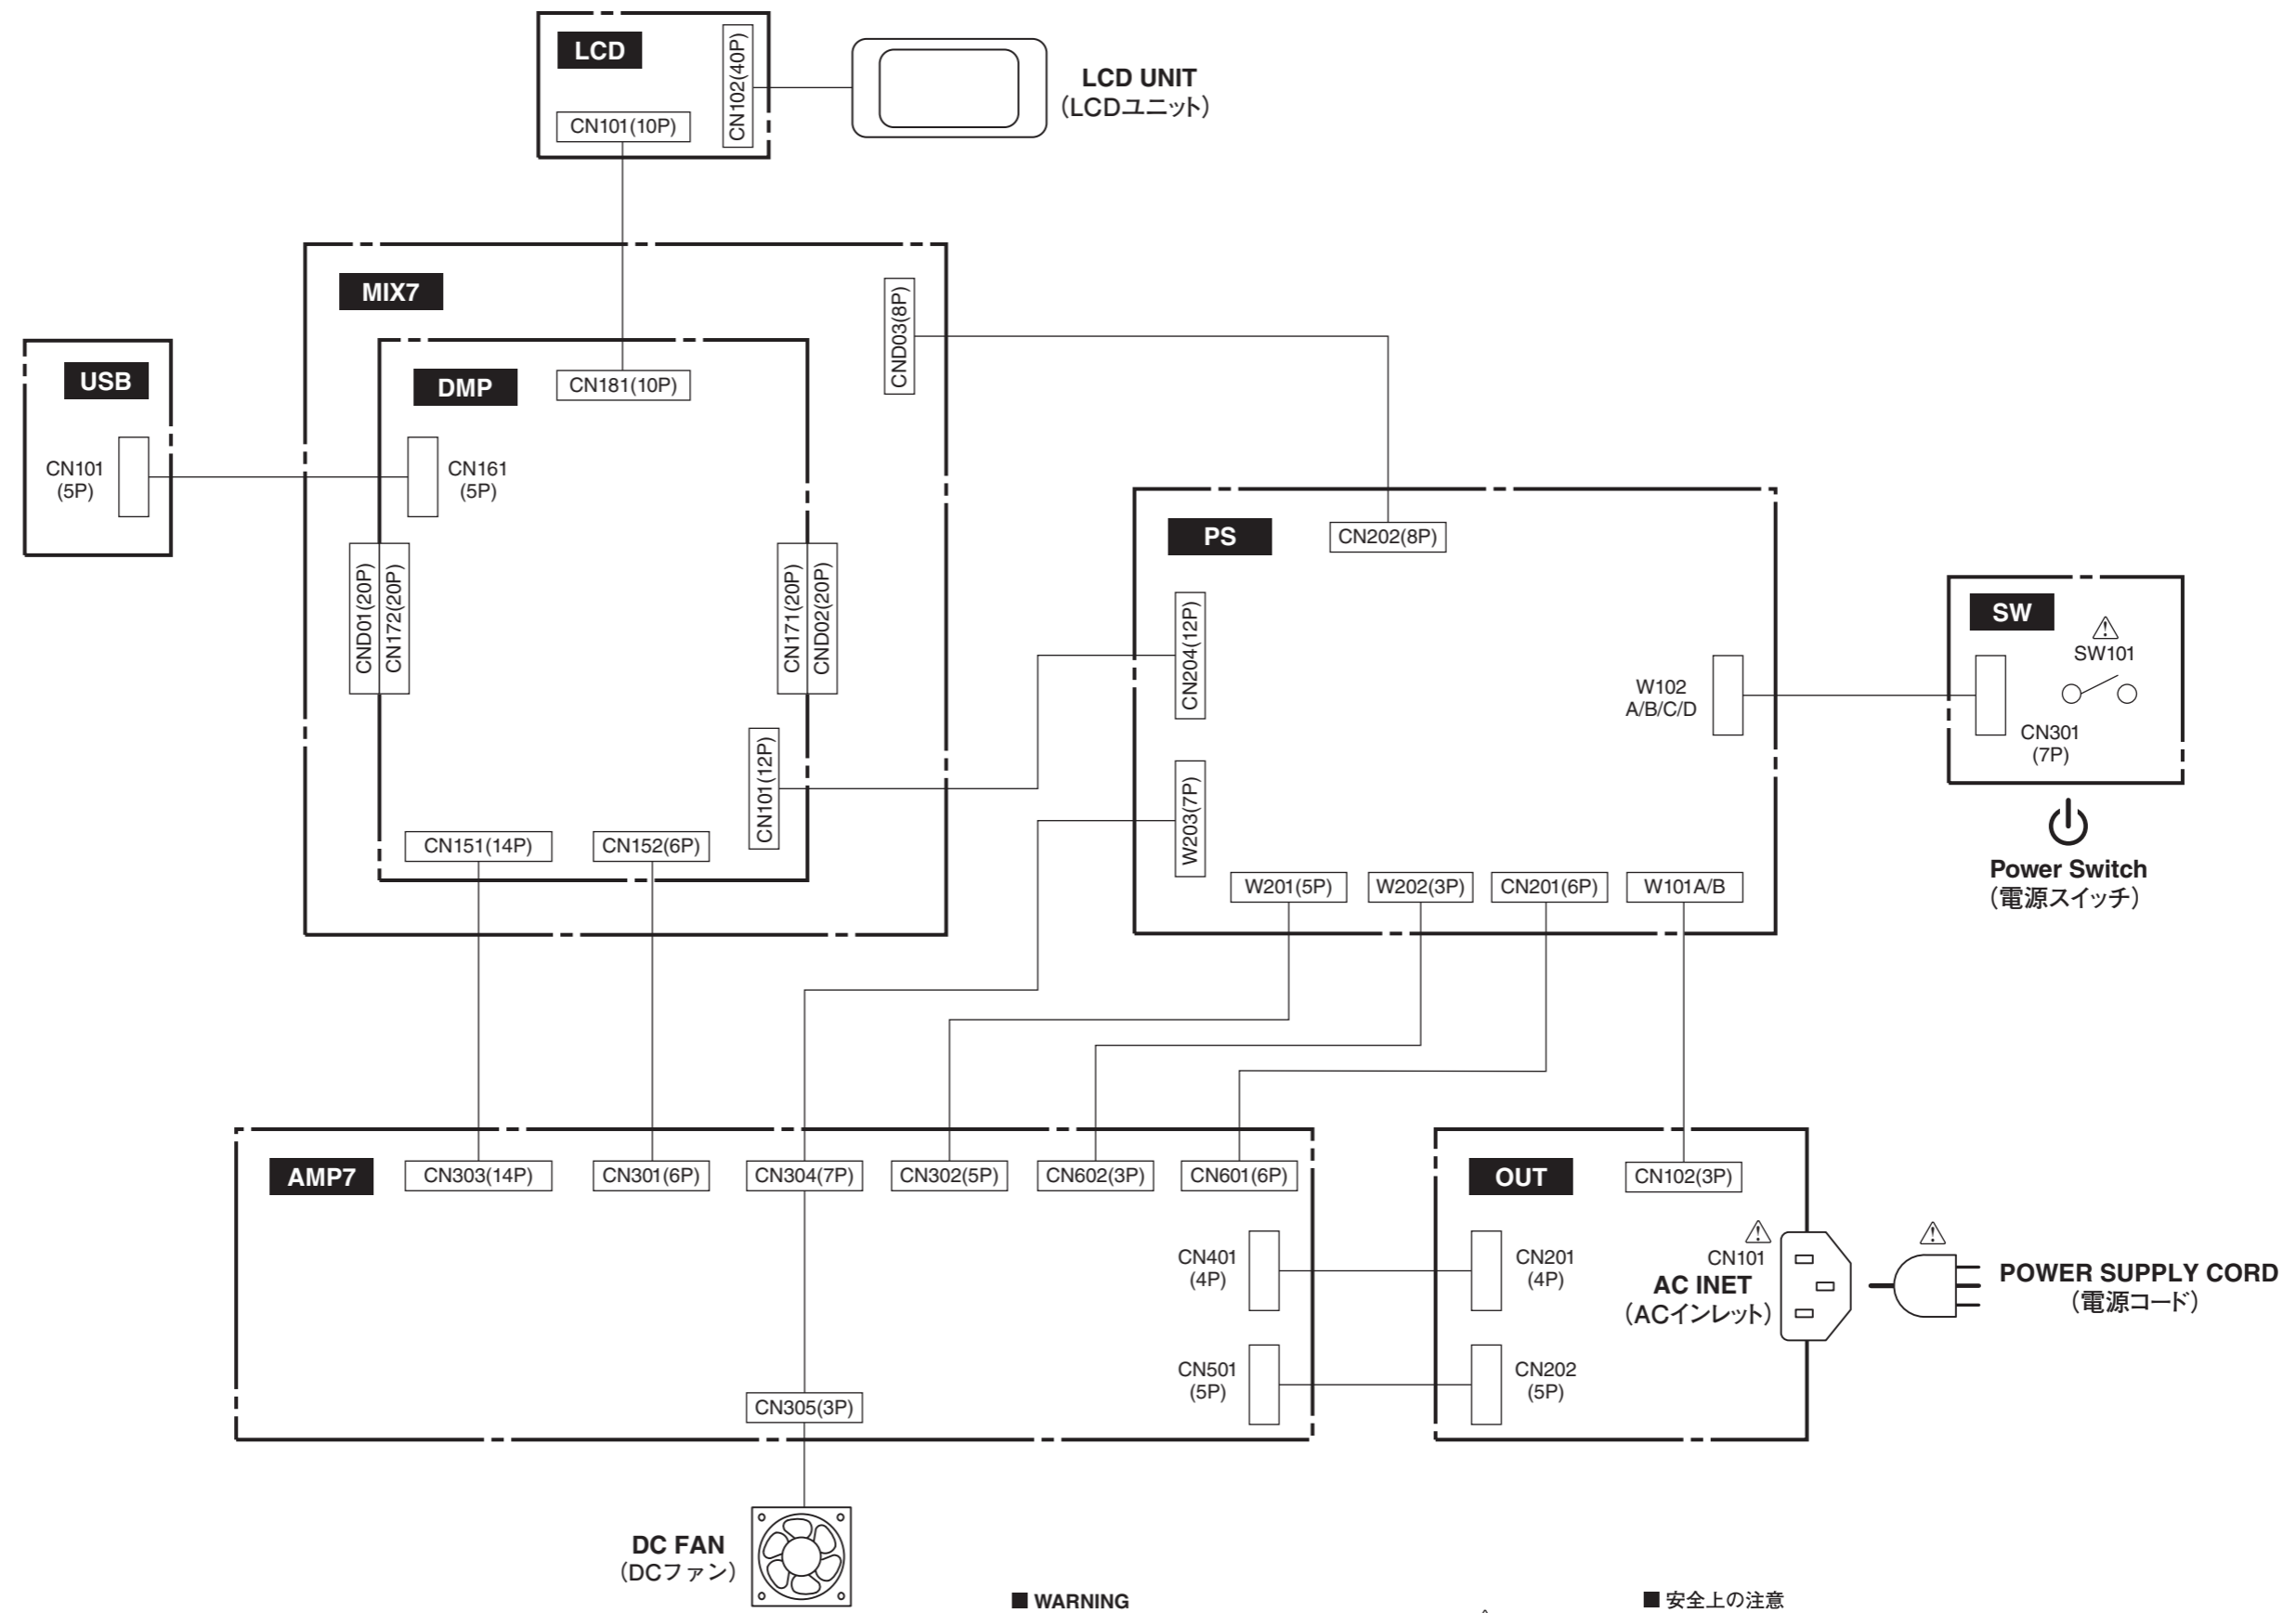 LCD
CN102(40P)
CN101(10P)
LCD UNIT
(LCDユニット)
MIX7
CND03(8P)
USB
CN101
(5P)
DMP
CN181(10P)
CN161
(5P)
CND01(20P)
CN172(20P)
CN171(20P)
CND02(20P)
CN101(12P)
CN151(14P)
CN152(6P)
PS
CN202(8P)
CN204(12P)
W203(7P)
W102
A/B/C/D
W201(5P)
W202(3P)
CN201(6P)
W101A/B
SW
SW101
CN301
(7P)
Power Switch
(電源スイッチ)
AMP7
CN303(14P)
CN301(6P)
CN304(7P)
CN302(5P)
CN602(3P)
CN601(6P)
CN401
(4P)
CN501
(5P)
CN305(3P)
OUT
CN102(3P)
CN201
(4P)
CN202
(5P)
CN101
AC INET
(ACインレット)
POWER SUPPLY CORD
(電源コード)
DC FAN
(DCファン)
■ WARNING
■ 安全上の注意